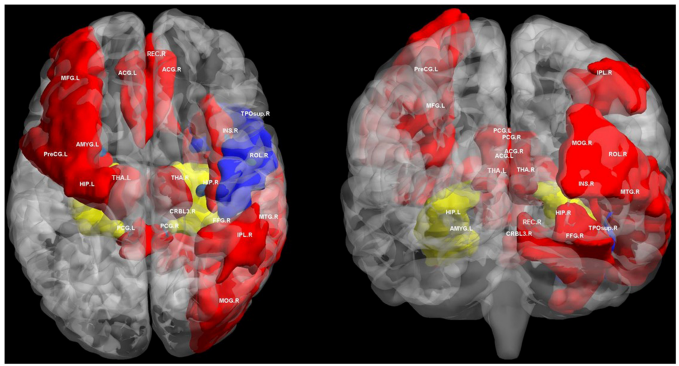 REC.R
ACG.L
ACG.R
MFG.L
TPOsup.R
INS.R
AMYG.L
PreCG.L
ROL.R
THA.L
THA.R
HIP.L
HIP.R
CRBL3.R
FFG.R
MTG.R
PCG.L
PCG.R
IPL.R
MOG.R
PreCG.L
IPL.R
MFG.L
PCG.L
PCG.R
MOG.R
ROL.R
ACG.R
ACG.L
THA.L
THA.R
INS.R
MTG.R
HIP.L
HIP.R
REC.R
AMYG.L
TPOsup.R
CRBL3.R
FFG.R